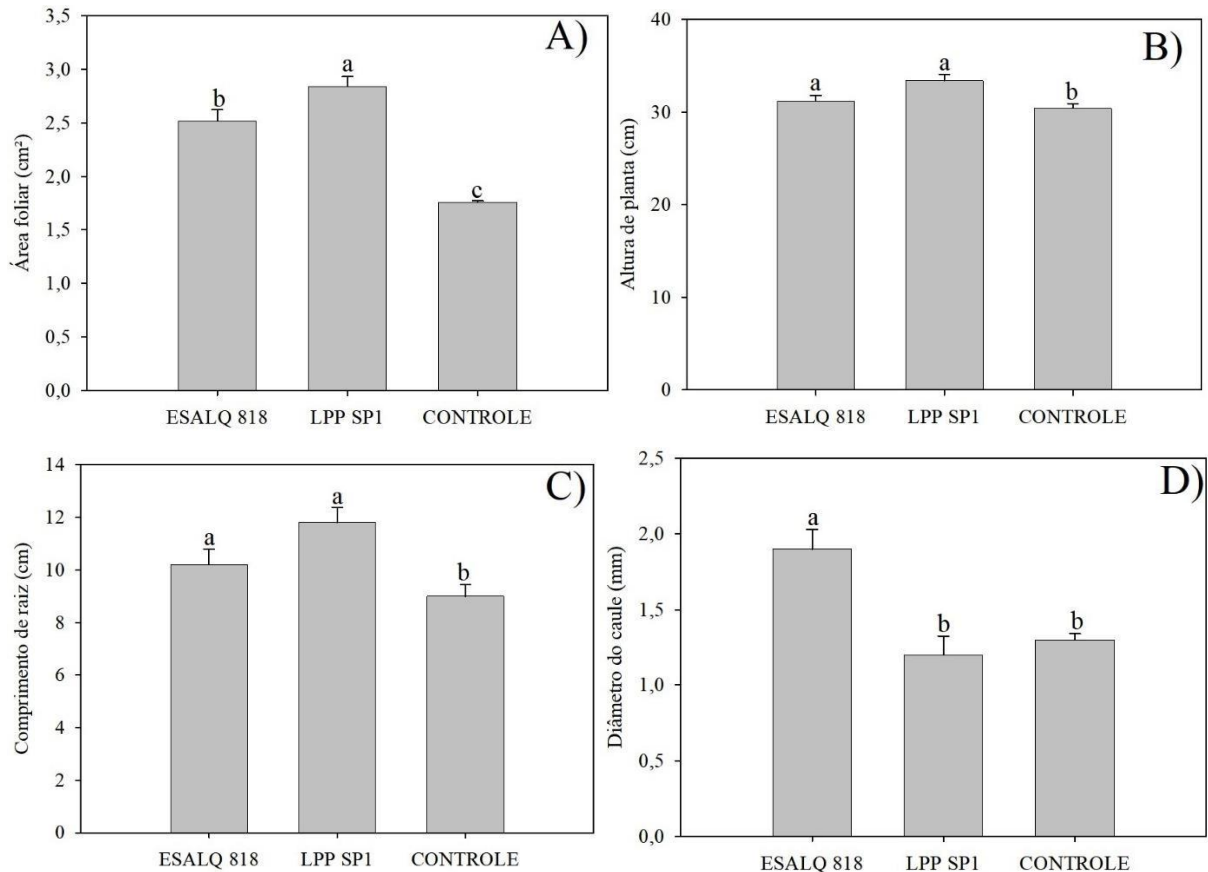 A)
Área foliar (cm²)
3,5
3,0
2,5
2,0
1,5
1,0
0,5
0,0
b
a
c
ESALQ 818 LPP SP1 CONTROLE
B)
Altura de planta (cm)
40
30
20
10
0
a
a
b
ESALQ 818 LPP SP1 CONTROLE
C)
Comprimento de raiz (cm)
14
12
10
8
6
4
2
0
a
a
b
ESALQ 818 LPP SP1 CONTROLE
D)
Diâmetro do caule (mm)
2,5
2,0
1,5
1,0
0,5
0,0
a
b
b
ESALQ 818 LPP SP1 CONTROLE